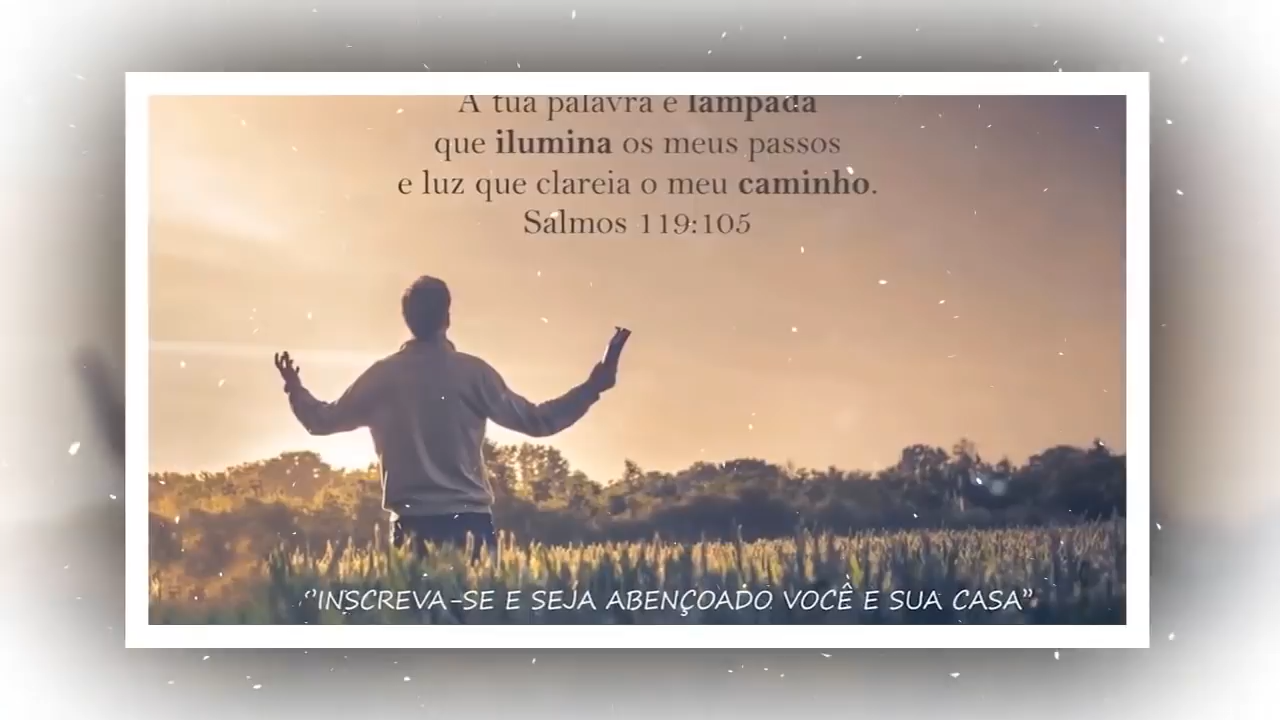 A tua palavra é lâmpada
que ilumina os meus passos
e luz que clareia o meu caminho.
Salmos 119:105
“INSCREVA-SE E SEJA ABENÇOADO VOCÊ E SUA CASA”